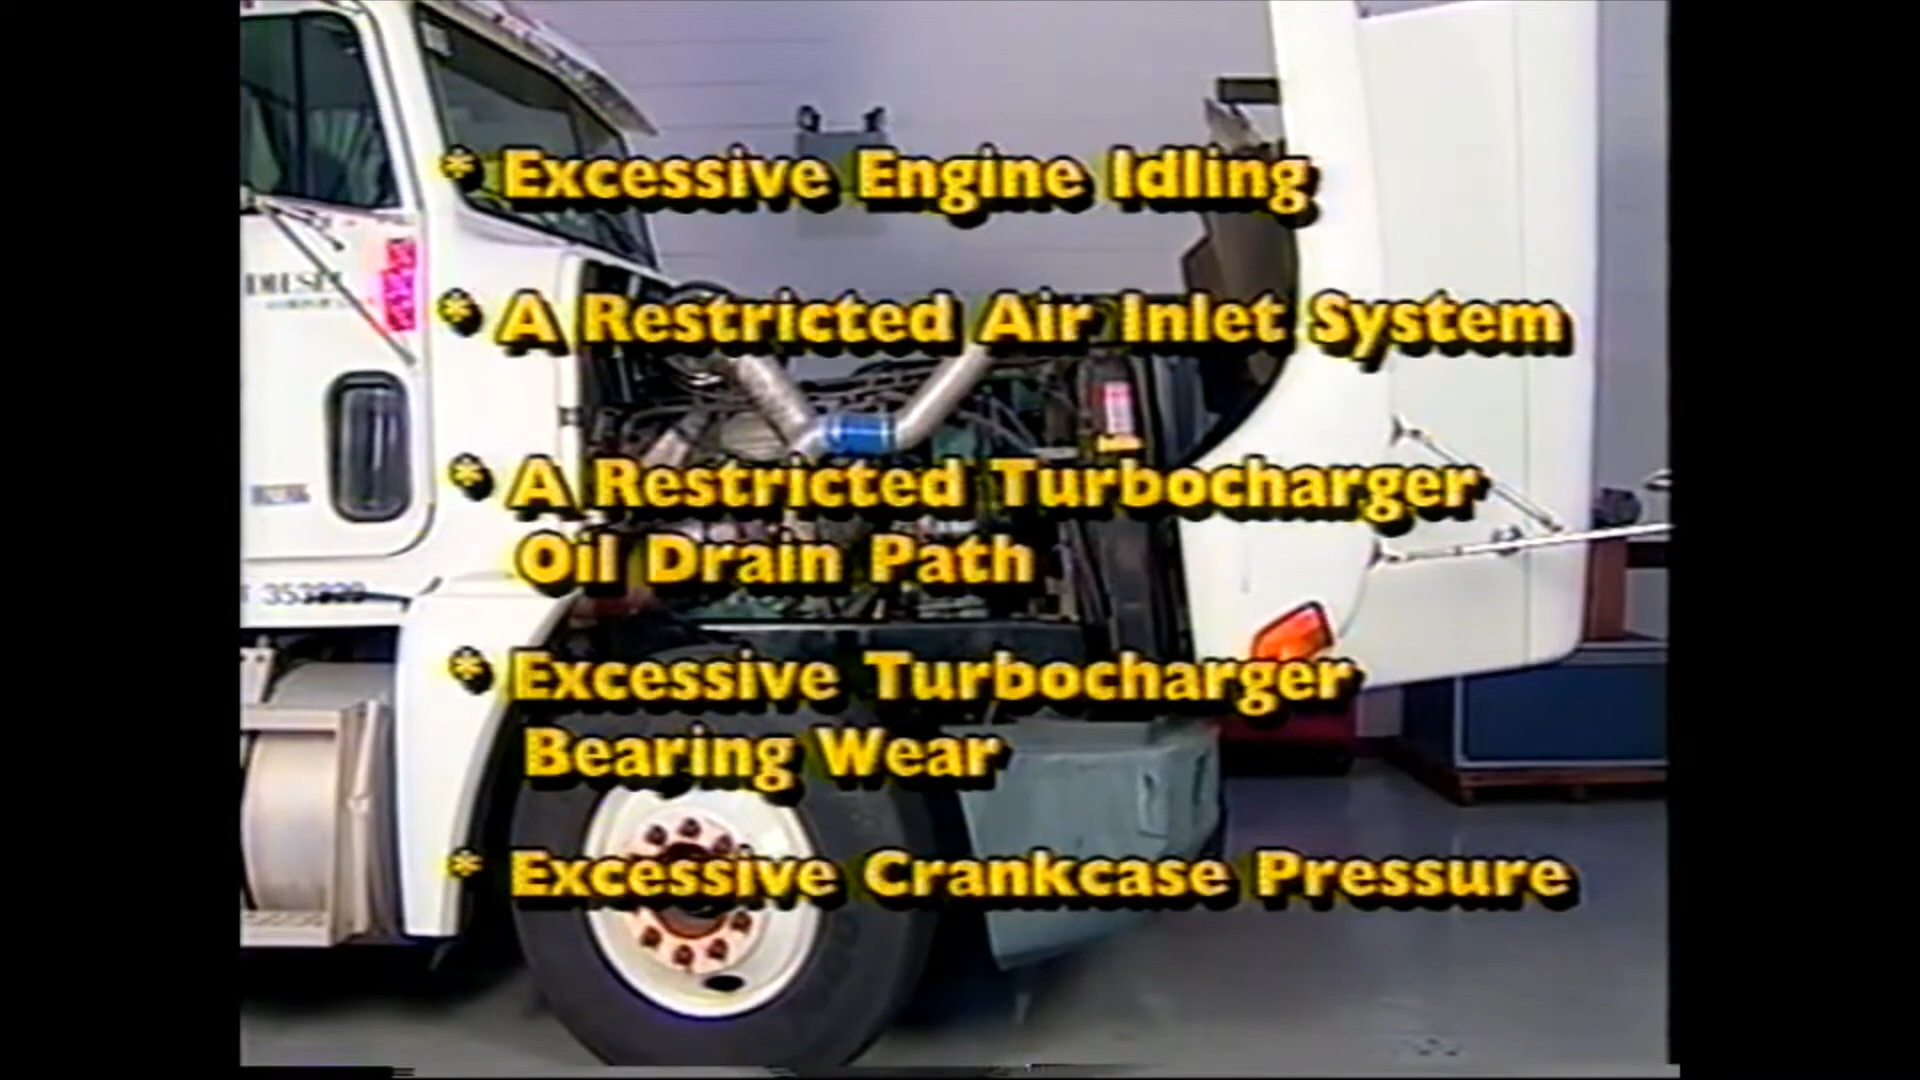 * Excessive Engine Idling
* A Restricted Air Inlet System
* A Restricted Turbocharger
Oil Drain Path
* Excessive Turbocharger
Bearing Wear
* Excessive Crankcase Pressure
DIESEL